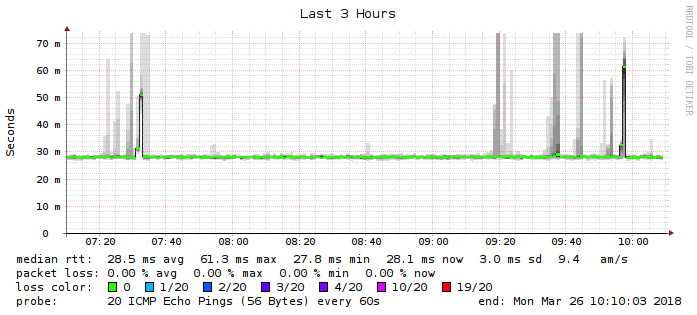 Last 3 Hours
RRDTOOL / TOBI OETIKER
Seconds
70 m
60 m
50 m
40 m
30 m
20 m
10 m
0
07:20 07:40 08:00 08:20 08:40 09:00 09:20 09:40 10:00
median rtt: 28.5 ms avg 61.3 ms max 27.8 ms min 28.1 ms now 3.0 ms sd 9.4 am/s
packet loss: 0.00 % avg 0.00 % max 0.00 % min 0.00 % now
loss color: 0 1/20 2/20 3/20 4/20 10/20 19/20
probe: 20 ICMP Echo Pings (56 Bytes) every 60s end: Mon Mar 26 10:10:03 2018